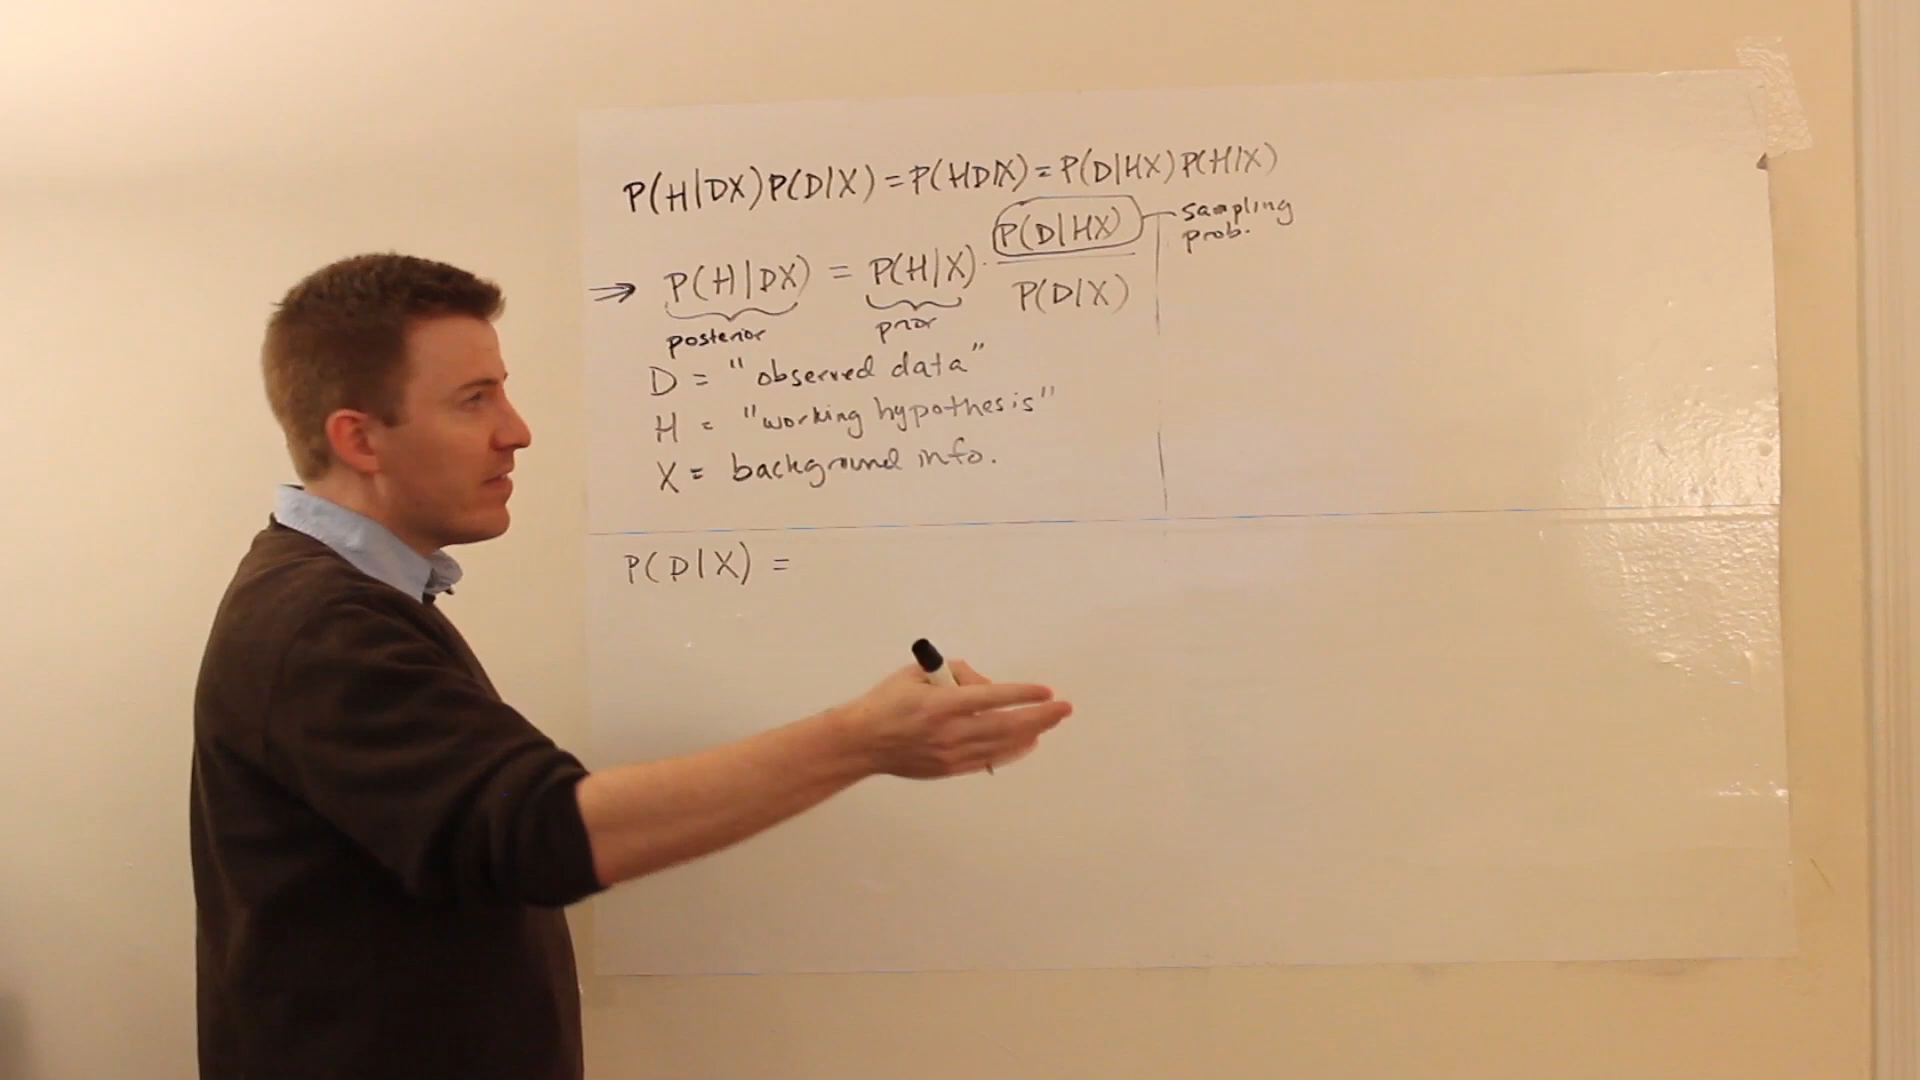 P(H|DX)P(D|X) = P(HD|X) = P(D|HX)P(H|X)
P(H|DX) = P(H|X) · P(D|HX) / P(D|X)
sampling
prob.
posterior
prior
D = "observed data"
H = "working hypothesis"
X = background info.
P(D|X) =